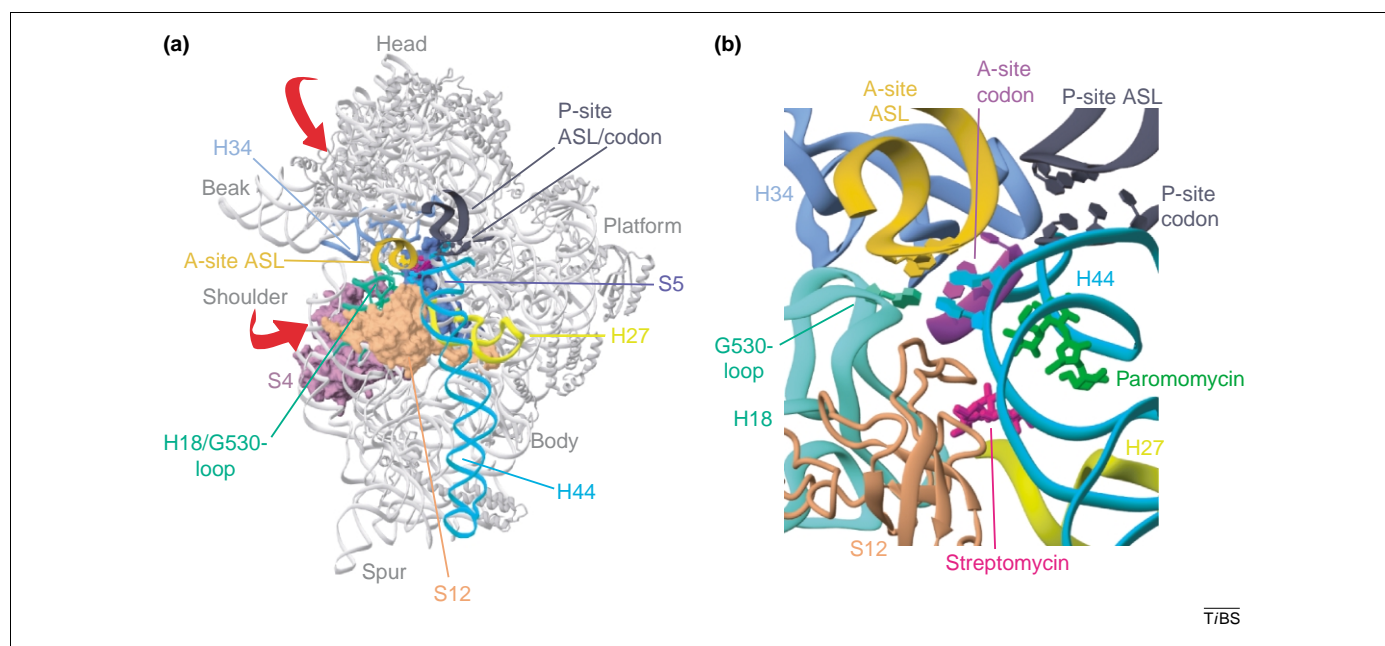 (a)
Head
P-site
ASL/codon
H34
Beak
Platform
A-site ASL
S5
Shoulder
H27
S4
H18/G530-
loop
Body
H44
Spur
S12
(b)
A-site
codon
A-site
ASL
P-site ASL
H34
P-site
codon
H44
G530-
loop
Paromomycin
H18
H27
S12
Streptomycin
TiBS